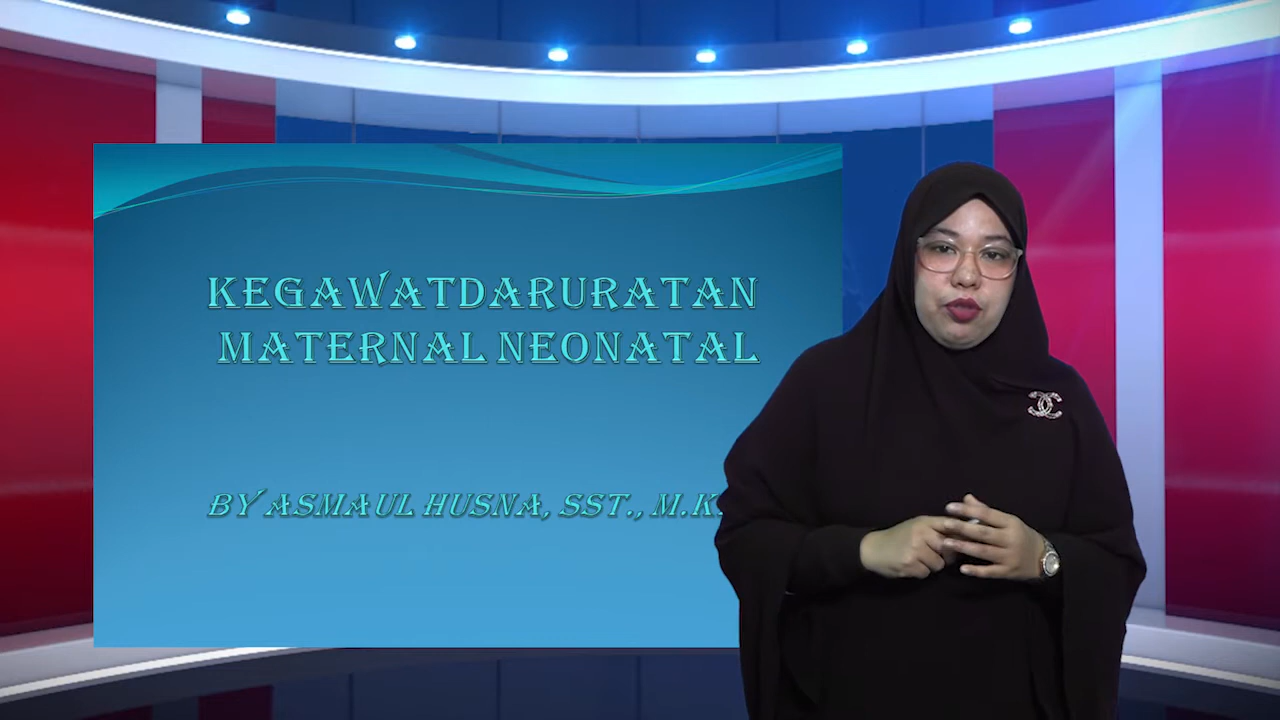 KEGAWATDARURATAN
MATERNAL NEONATAL
BY ASMAUL HUSNA, SST.,